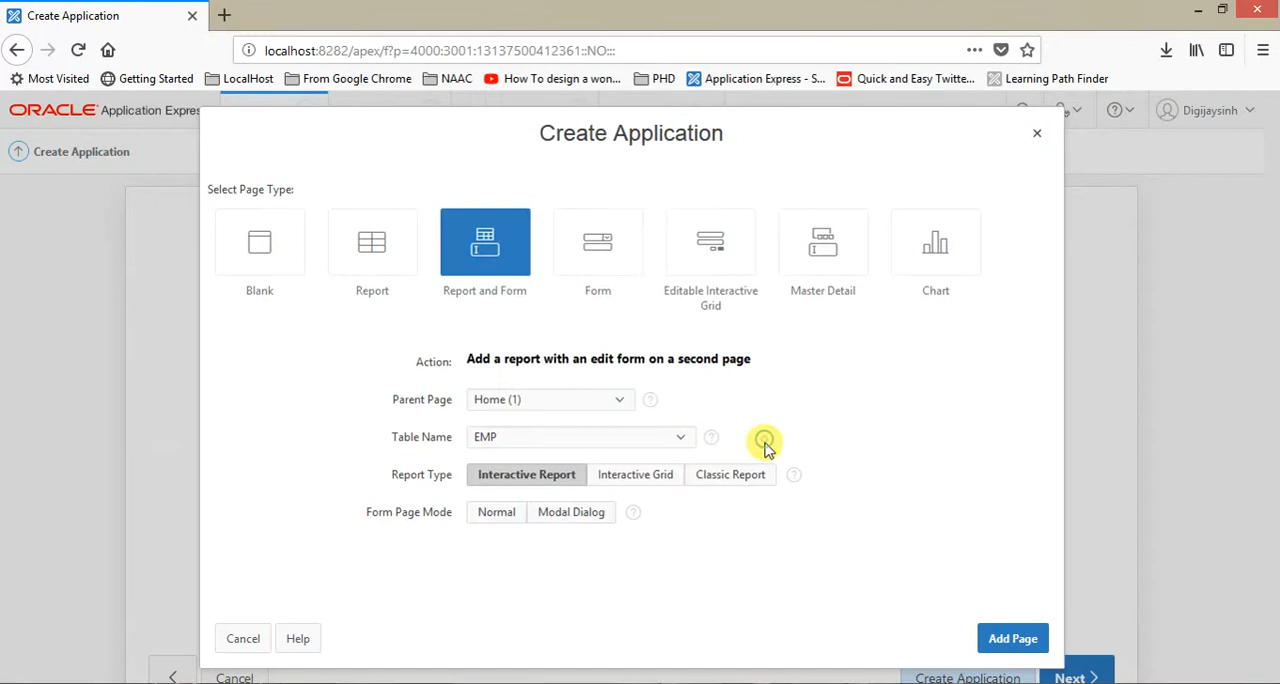 Create Application
localhost:8282/apex/f?p=4000:3001:13137500412361::NO:::
Most Visited Getting Started LocalHost From Google Chrome NAAC How To design a won... PHD Application Express - S... Quick and Easy Twitte... Learning Path Finder
ORACLE Application Expres Digijaysinh
Create Application
Create Application
Select Page Type:
Blank Report Report and Form Form Editable Interactive Grid Master Detail Chart
Action: Add a report with an edit form on a second page
Parent Page Home (1)
Table Name EMP
Report Type Interactive Report Interactive Grid Classic Report
Form Page Mode Normal Modal Dialog
Cancel Help Add Page
Cancel Create Application Next